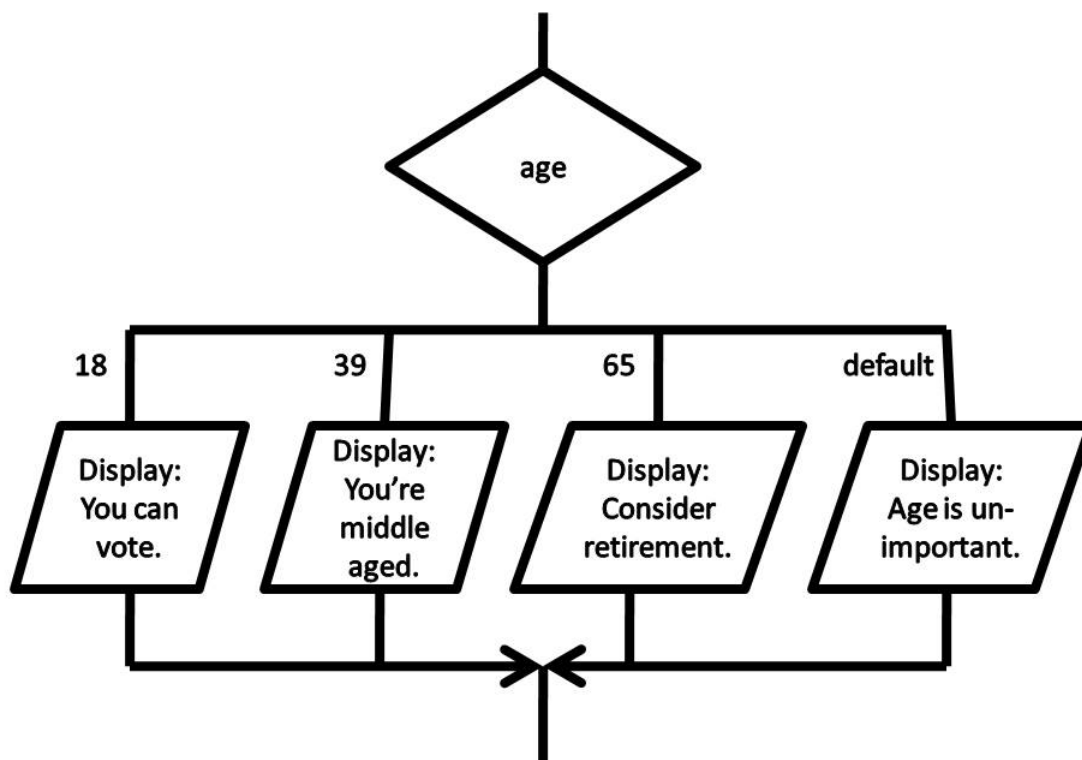 age
18
39
65
default
Display:
You can
vote.
Display:
You’re
middle
aged.
Display:
Consider
retirement.
Display:
Age is un-
important.